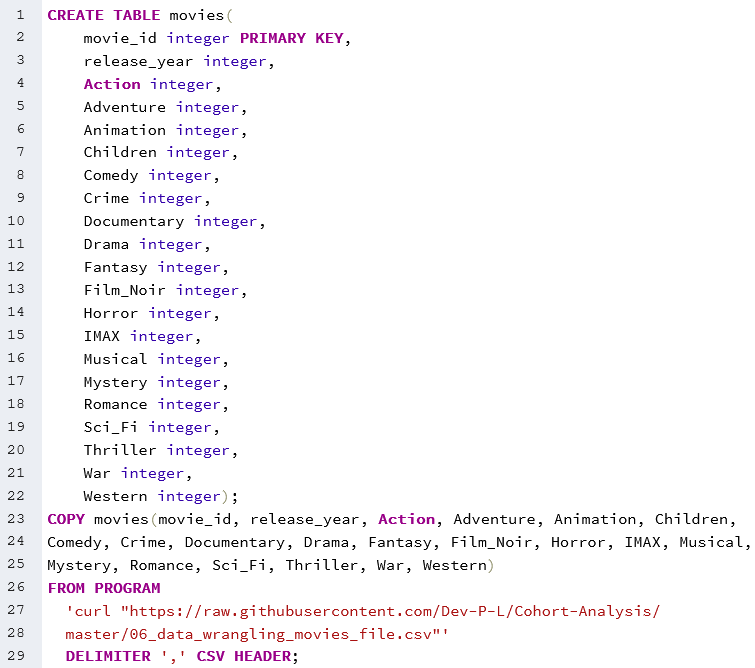 1 CREATE TABLE movies(
2 movie_id integer PRIMARY KEY,
3 release_year integer,
4 Action integer,
5 Adventure integer,
6 Animation integer,
7 Children integer,
8 Comedy integer,
9 Crime integer,
10 Documentary integer,
11 Drama integer,
12 Fantasy integer,
13 Film_Noir integer,
14 Horror integer,
15 IMAX integer,
16 Musical integer,
17 Mystery integer,
18 Romance integer,
19 Sci_Fi integer,
20 Thriller integer,
21 War integer,
22 Western integer);
23 COPY movies(movie_id, release_year, Action, Adventure, Animation, Children,
24 Comedy, Crime, Documentary, Drama, Fantasy, Film_Noir, Horror, IMAX, Musical,
25 Mystery, Romance, Sci_Fi, Thriller, War, Western)
26 FROM PROGRAM
27 'curl "https://raw.githubusercontent.com/Dev-P-L/Cohort-Analysis/
28 master/06_data_wrangling_movies_file.csv"'
29 DELIMITER ',' CSV HEADER;